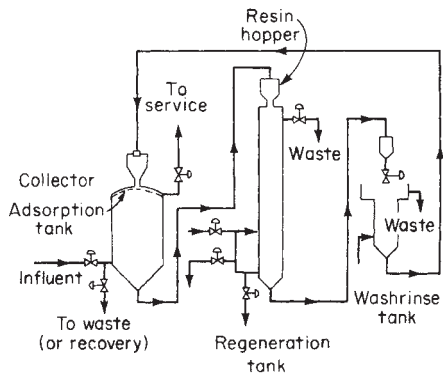 Resin
hopper
To
service
Collector
Adsorption
tank
Waste
Waste
Influent
Washrinse
tank
To waste
(or recovery)
Regeneration
tank